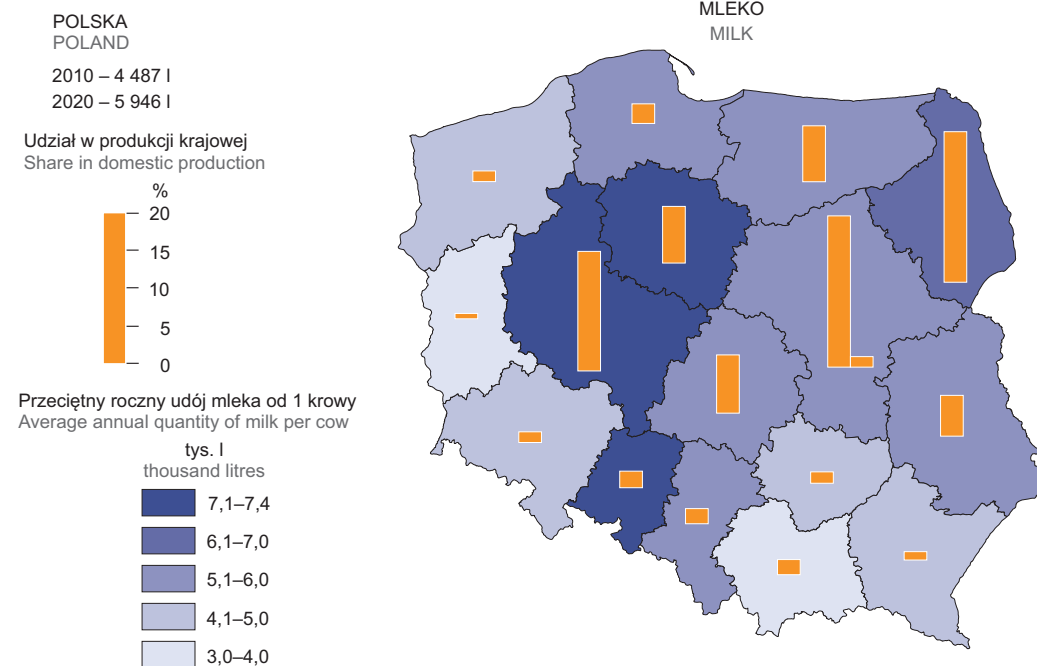 POLSKA
POLAND
2010 – 4 487 l
2020 – 5 946 l
Udział w produkcji krajowej
Share in domestic production
%
20
15
10
5
0
Przeciętny roczny udój mleka od 1 krowy
Average annual quantity of milk per cow
tys. l
thousand litres
7,1–7,4
6,1–7,0
5,1–6,0
4,1–5,0
3,0–4,0
MLEKO
MILK